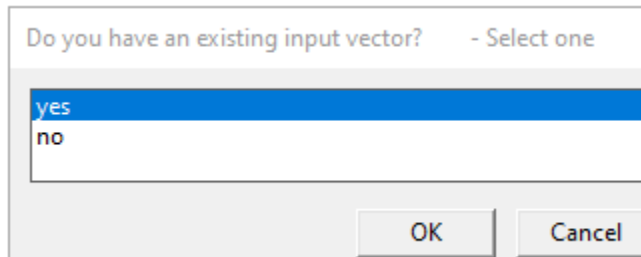 Do you have an existing input vector? - Select one
yes
no
OK Cancel